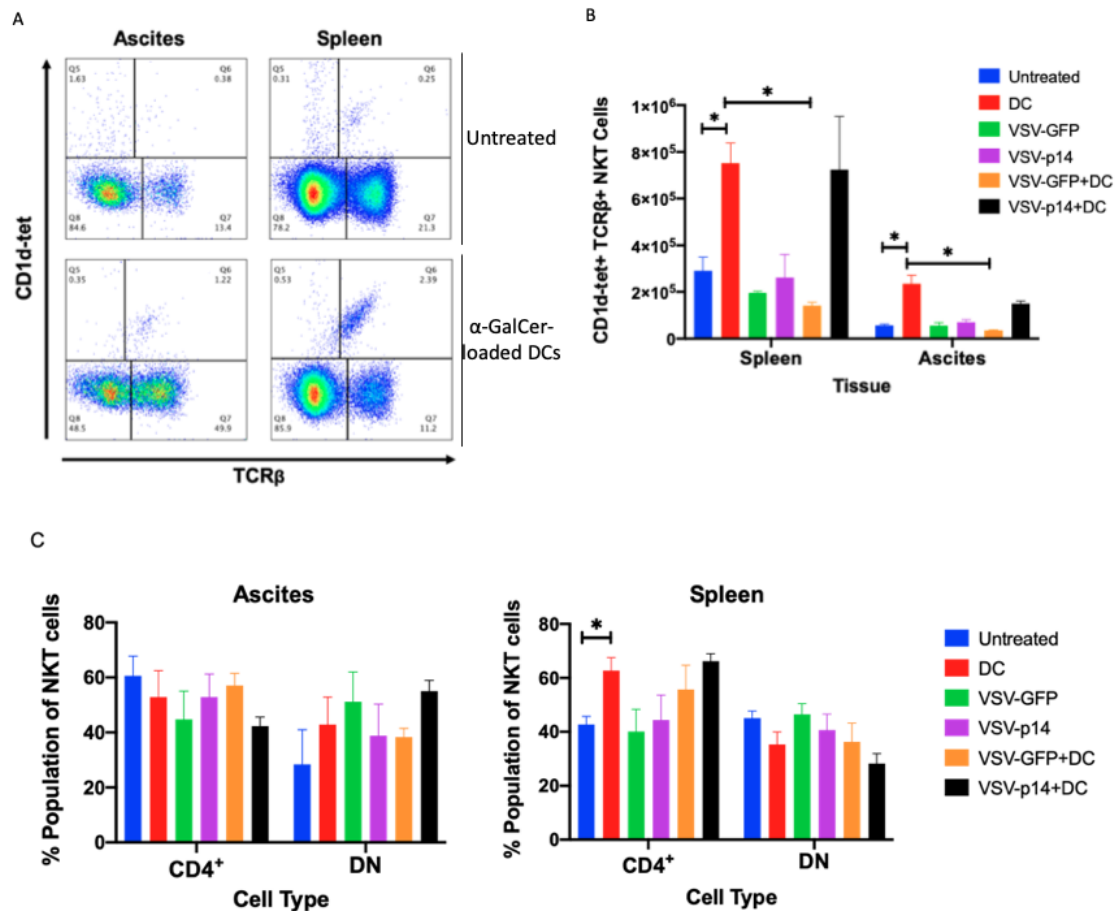 A
Ascites
Spleen
CD1d-tet
Q5
1.63
Q6
0.38
Q8
84.6
Q7
13.4
Q5
0.31
Q6
0.25
Q8
78.2
Q7
21.3
Untreated
Q5
0.35
Q6
1.22
Q8
48.5
Q7
49.9
Q5
0.53
Q6
2.39
Q8
85.9
Q7
11.2
α-GalCer-
loaded DCs
TCRβ
B
CD1d-tet+ TCRβ+ NKT Cells
1×10⁶
8×10⁵
6×10⁵
4×10⁵
2×10⁵
0
*
*
*
*
Spleen
Ascites
Tissue
Untreated
DC
VSV-GFP
VSV-p14
VSV-GFP+DC
VSV-p14+DC
C
Ascites
% Population of NKT cells
80
60
40
20
0
CD4⁺
DN
Cell Type
Spleen
% Population of NKT cells
80
60
40
20
0
*
CD4⁺
DN
Cell Type
Untreated
DC
VSV-GFP
VSV-p14
VSV-GFP+DC
VSV-p14+DC